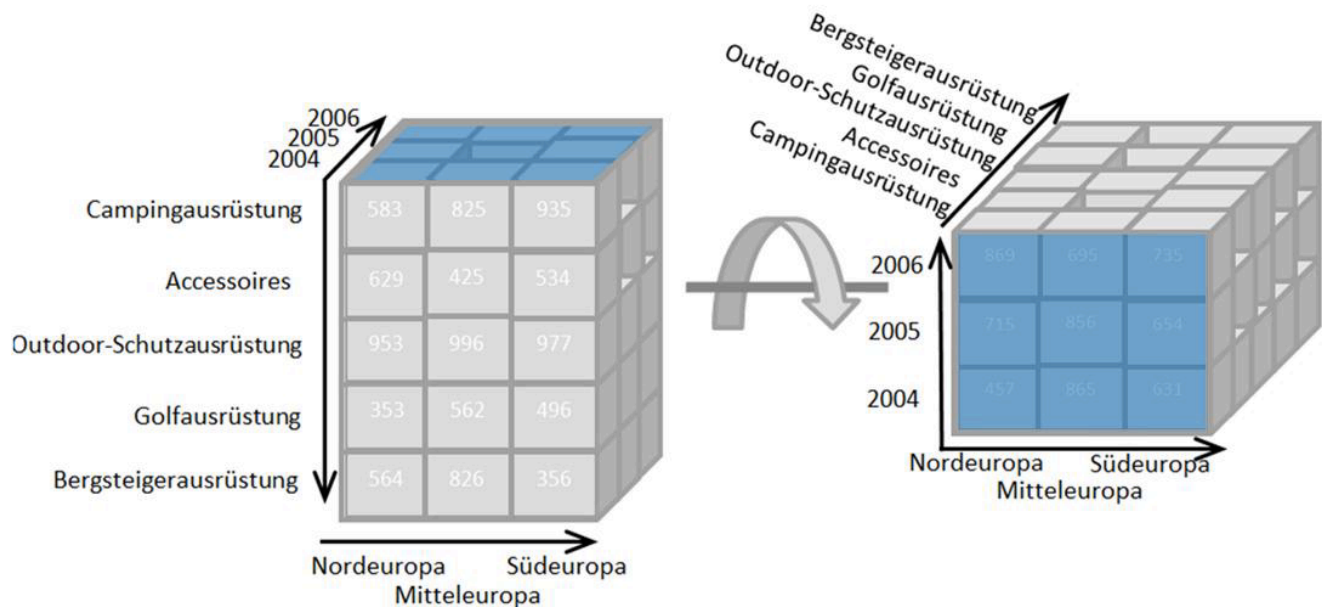 2006
2005
2004
Campingausrüstung
583 825 935
Accessoires
629 425 534
Outdoor-Schutzausrüstung
953 996 977
Golfausrüstung
353 562 496
Bergsteigerausrüstung
564 826 356
Nordeuropa Südeuropa
Mitteleuropa
Bergsteigerausrüstung
Golfausrüstung
Outdoor-Schutzausrüstung
Accessoires
Campingausrüstung
2006 869 695 735
2005 715 856 654
2004 457 865 631
Nordeuropa Südeuropa
Mitteleuropa